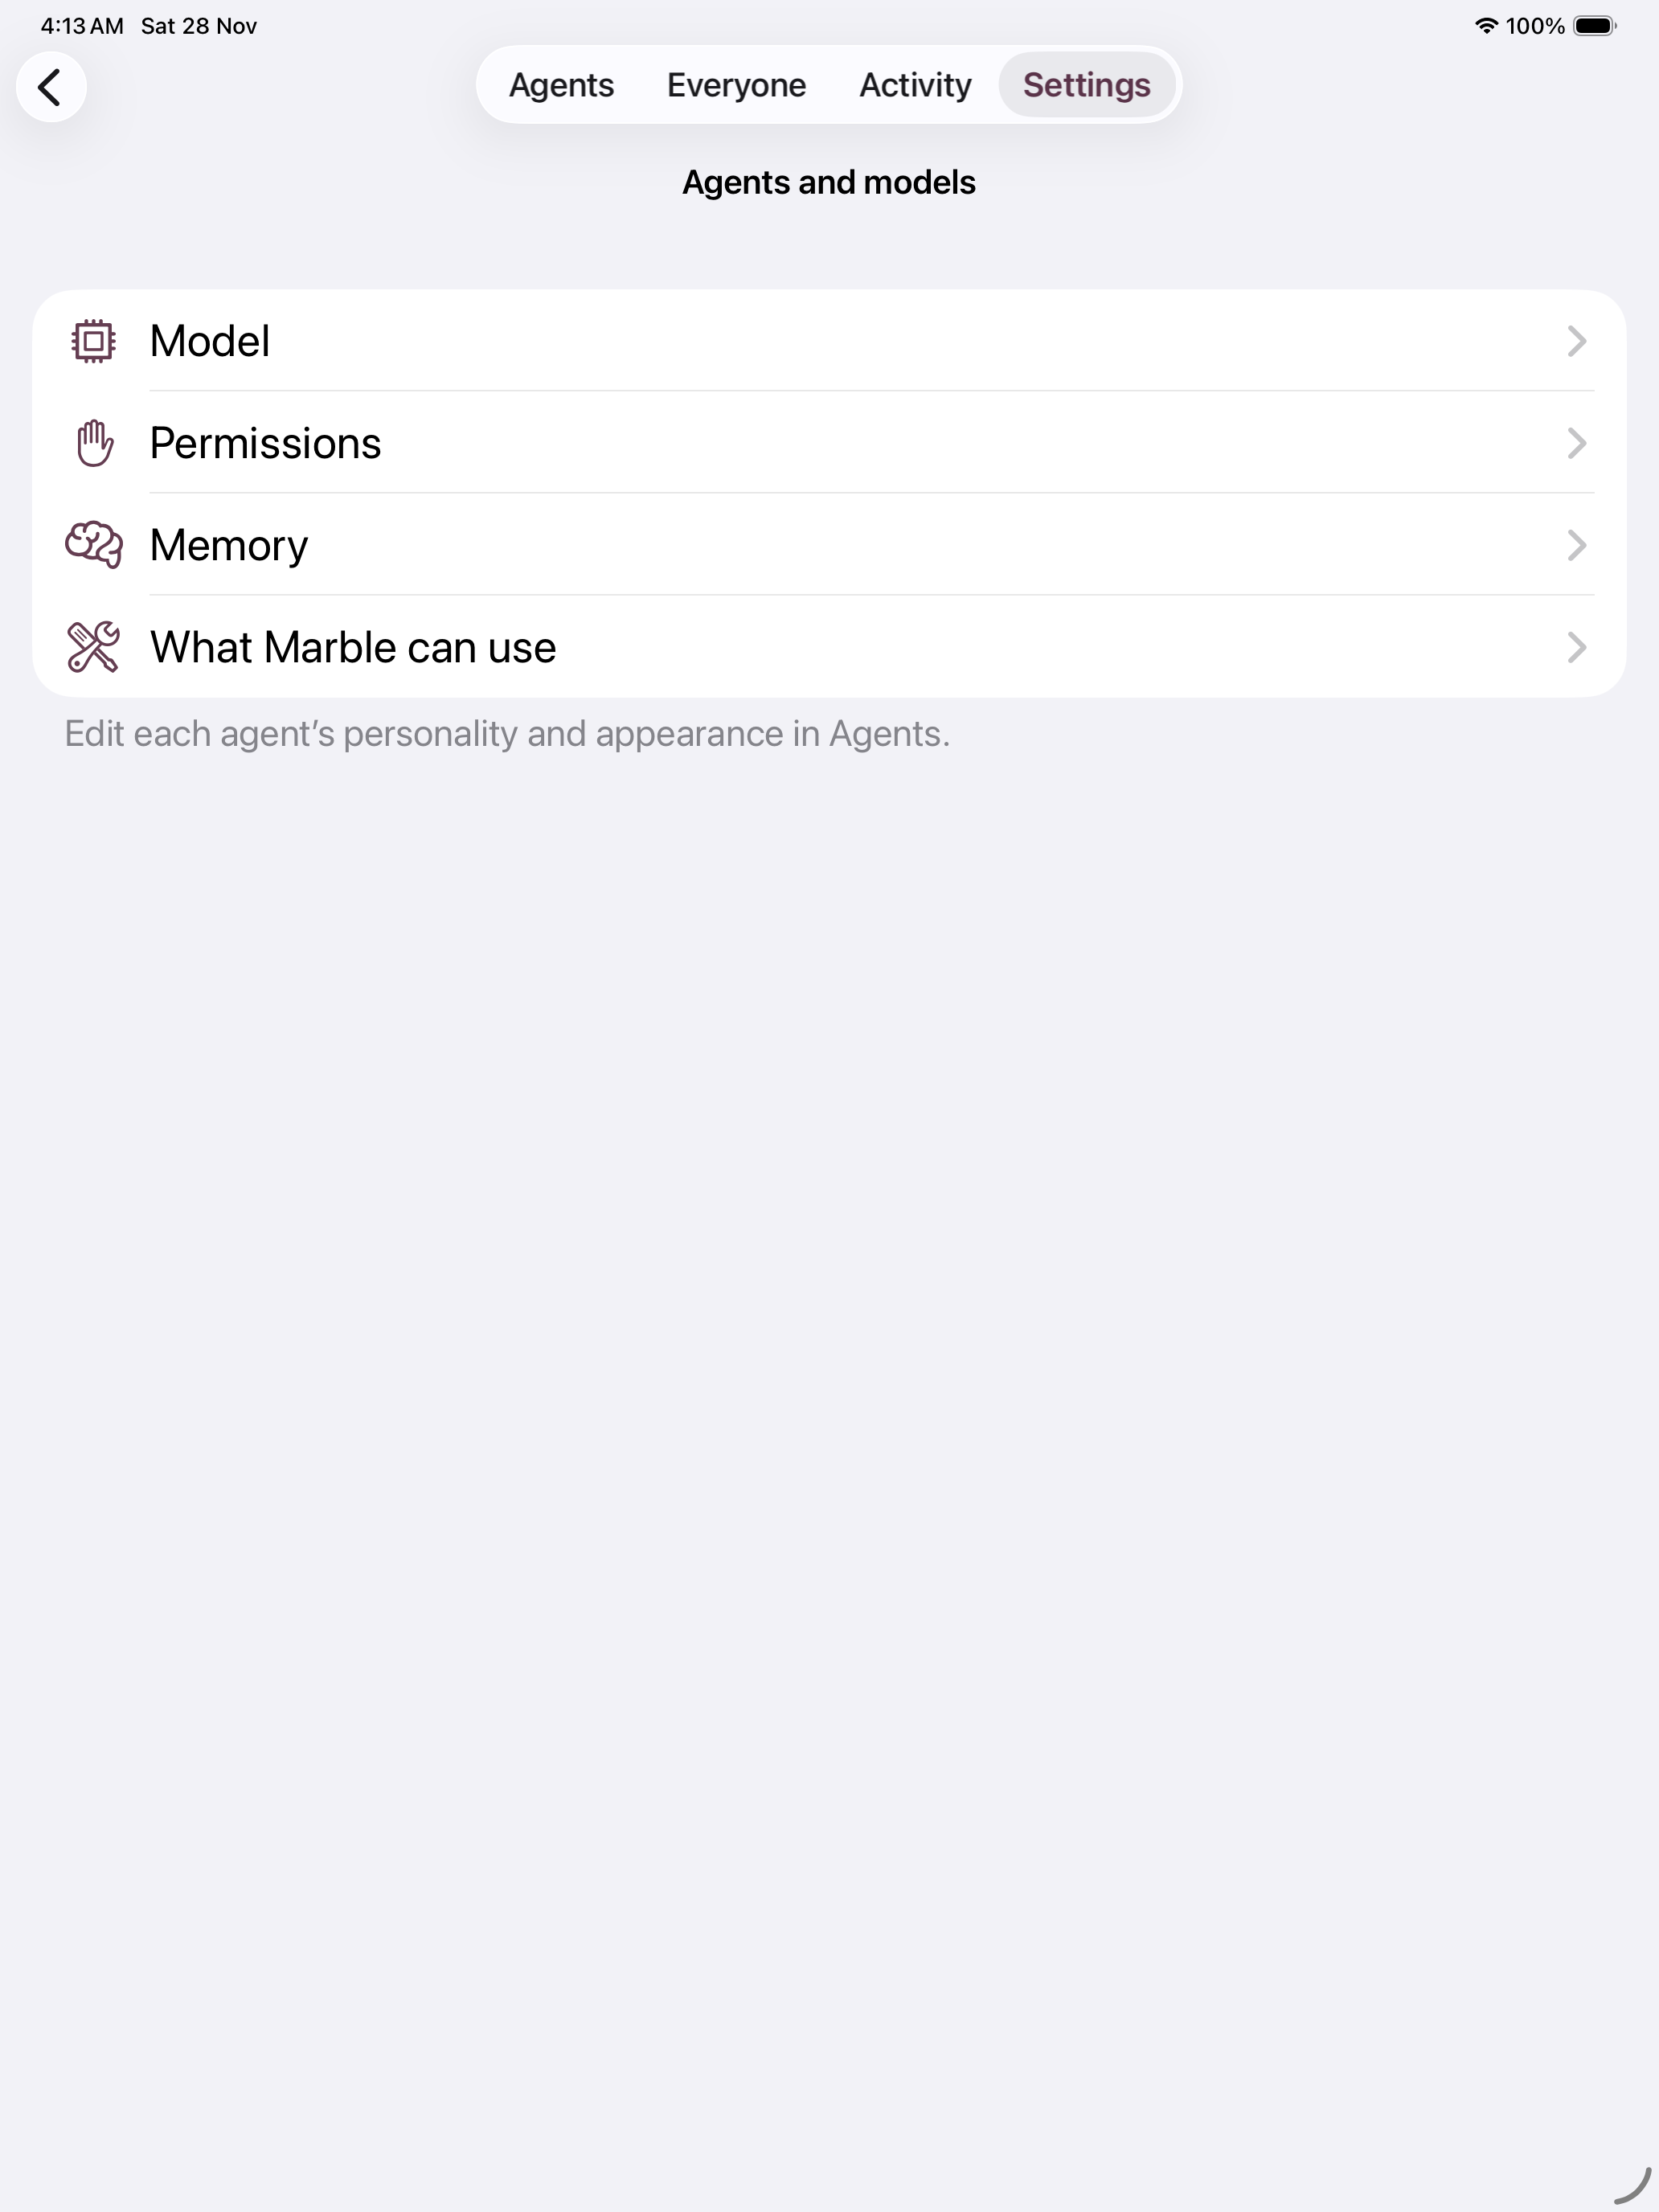 4:13 AM Sat 28 Nov
100%
Agents Everyone Activity Settings
Agents and models
Model
Permissions
Memory
What Marble can use
Edit each agent’s personality and appearance in Agents.